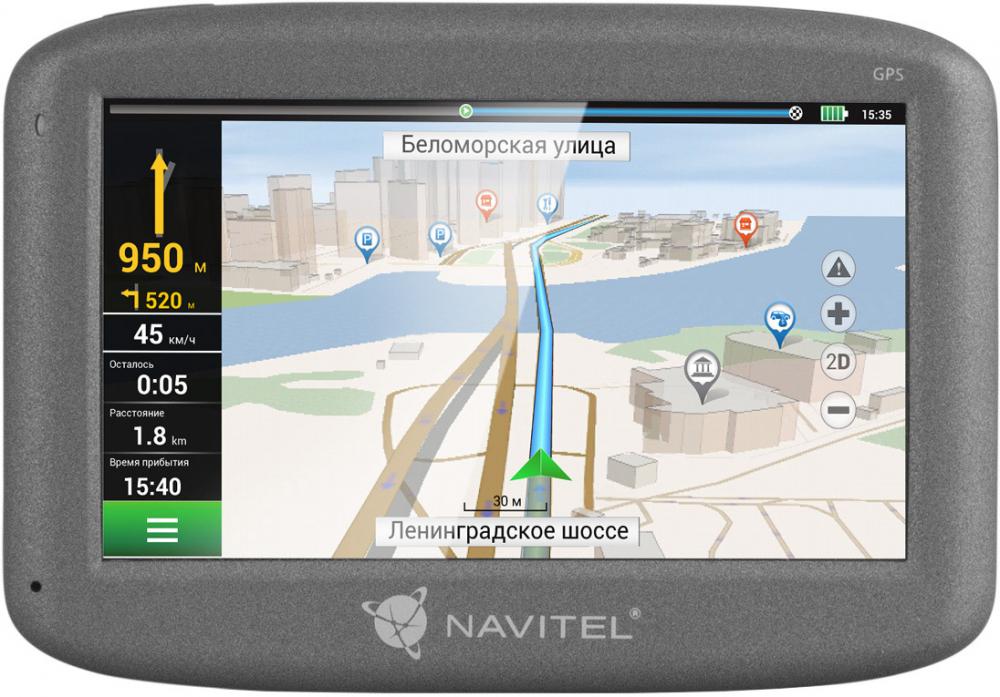 GPS
15:35
Беломорская улица
950 м
520 м
45 км/ч
Осталось
0:05
Расстояние
1.8 km
Время прибытия
15:40
2D
30 м
Ленинградское шоссе
NAVITEL®